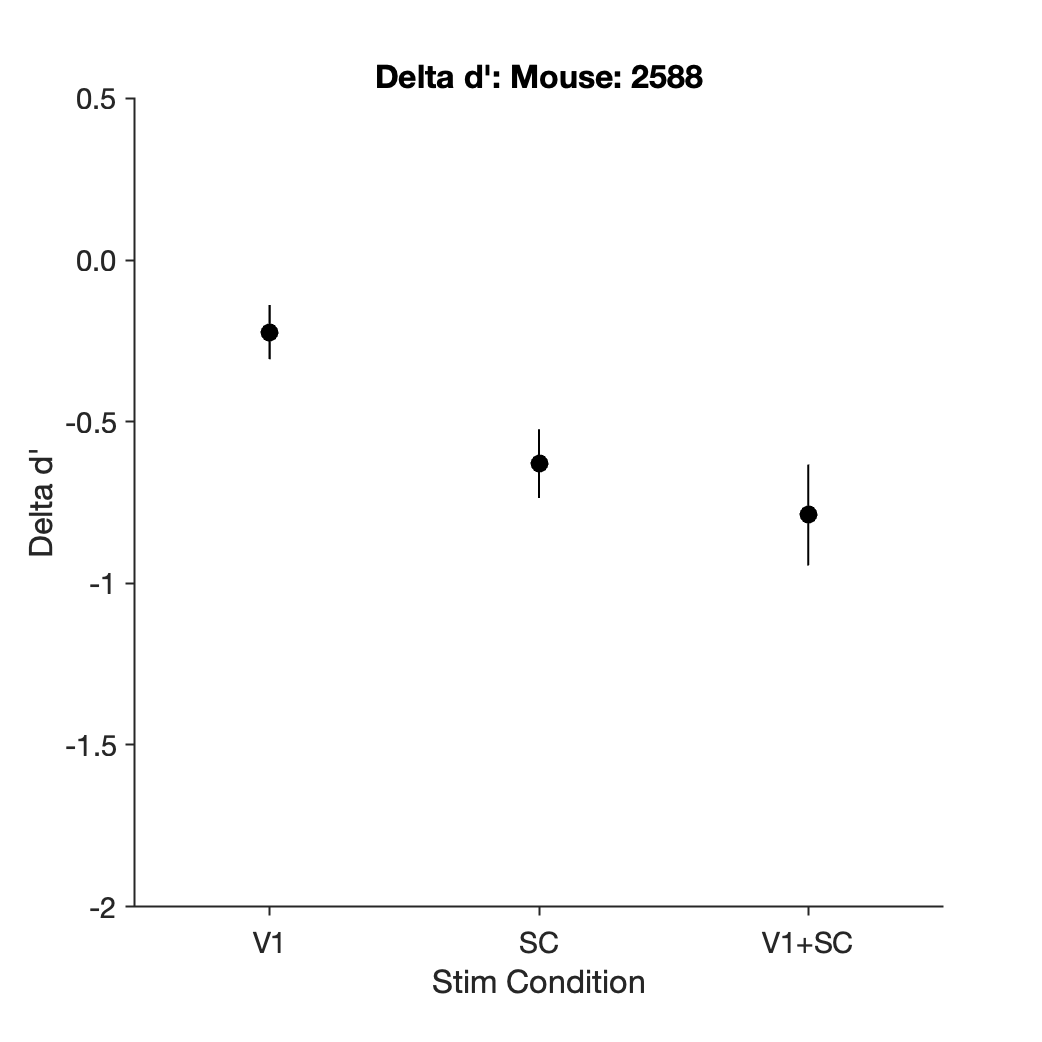 Delta d': Mouse: 2588
0.5
0.0
-0.5
-1
-1.5
-2
Delta d'
V1
SC
V1+SC
Stim Condition